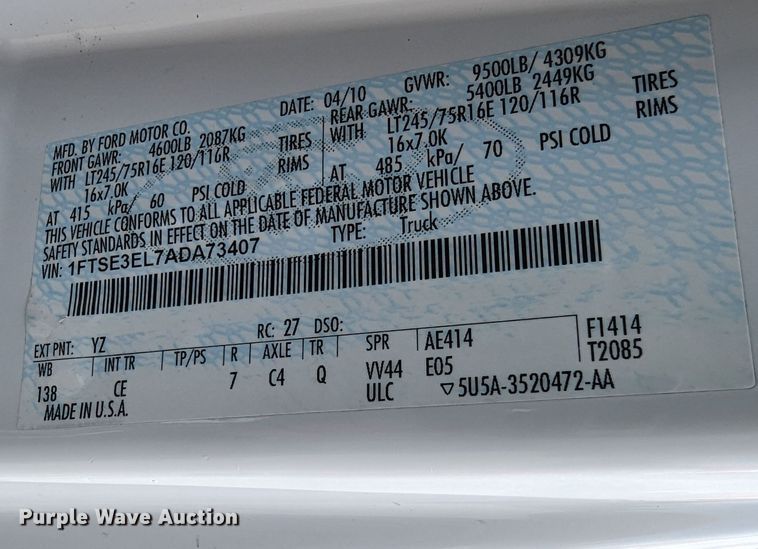 MFD. BY FORD MOTOR CO. DATE: 04/10 GVWR: 9500LB/ 4309KG
FRONT GAWR: 4600LB 2087KG REAR GAWR: 5400LB 2449KG
WITH LT245/75R16E 120/116R TIRES WITH LT245/75R16E 120/116R TIRES
16x7.0K RIMS 16x7.0K RIMS
AT 415 kPa/ 60 PSI COLD AT 485 kPa/ 70 PSI COLD
THIS VEHICLE CONFORMS TO ALL APPLICABLE FEDERAL MOTOR VEHICLE
SAFETY STANDARDS IN EFFECT ON THE DATE OF MANUFACTURE SHOWN ABOVE.
VIN: 1FTSE3EL7ADA73407 TYPE: Truck
EXT PNT: YZ RC: 27 DSO:
WB INT TR TP/PS R AXLE TR SPR AE414 F1414
138 CE 7 C4 Q VV44 E05 T2085
MADE IN U.S.A. ULC ▽5U5A-3520472-AA
Purple Wave Auction